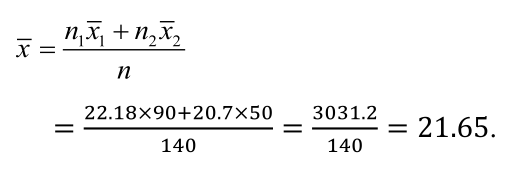 x̅ = (n₁x̅₁ + n₂x̅₂) / n
= (22.18×90+20.7×50) / 140 = 3031.2 / 140 = 21.65.